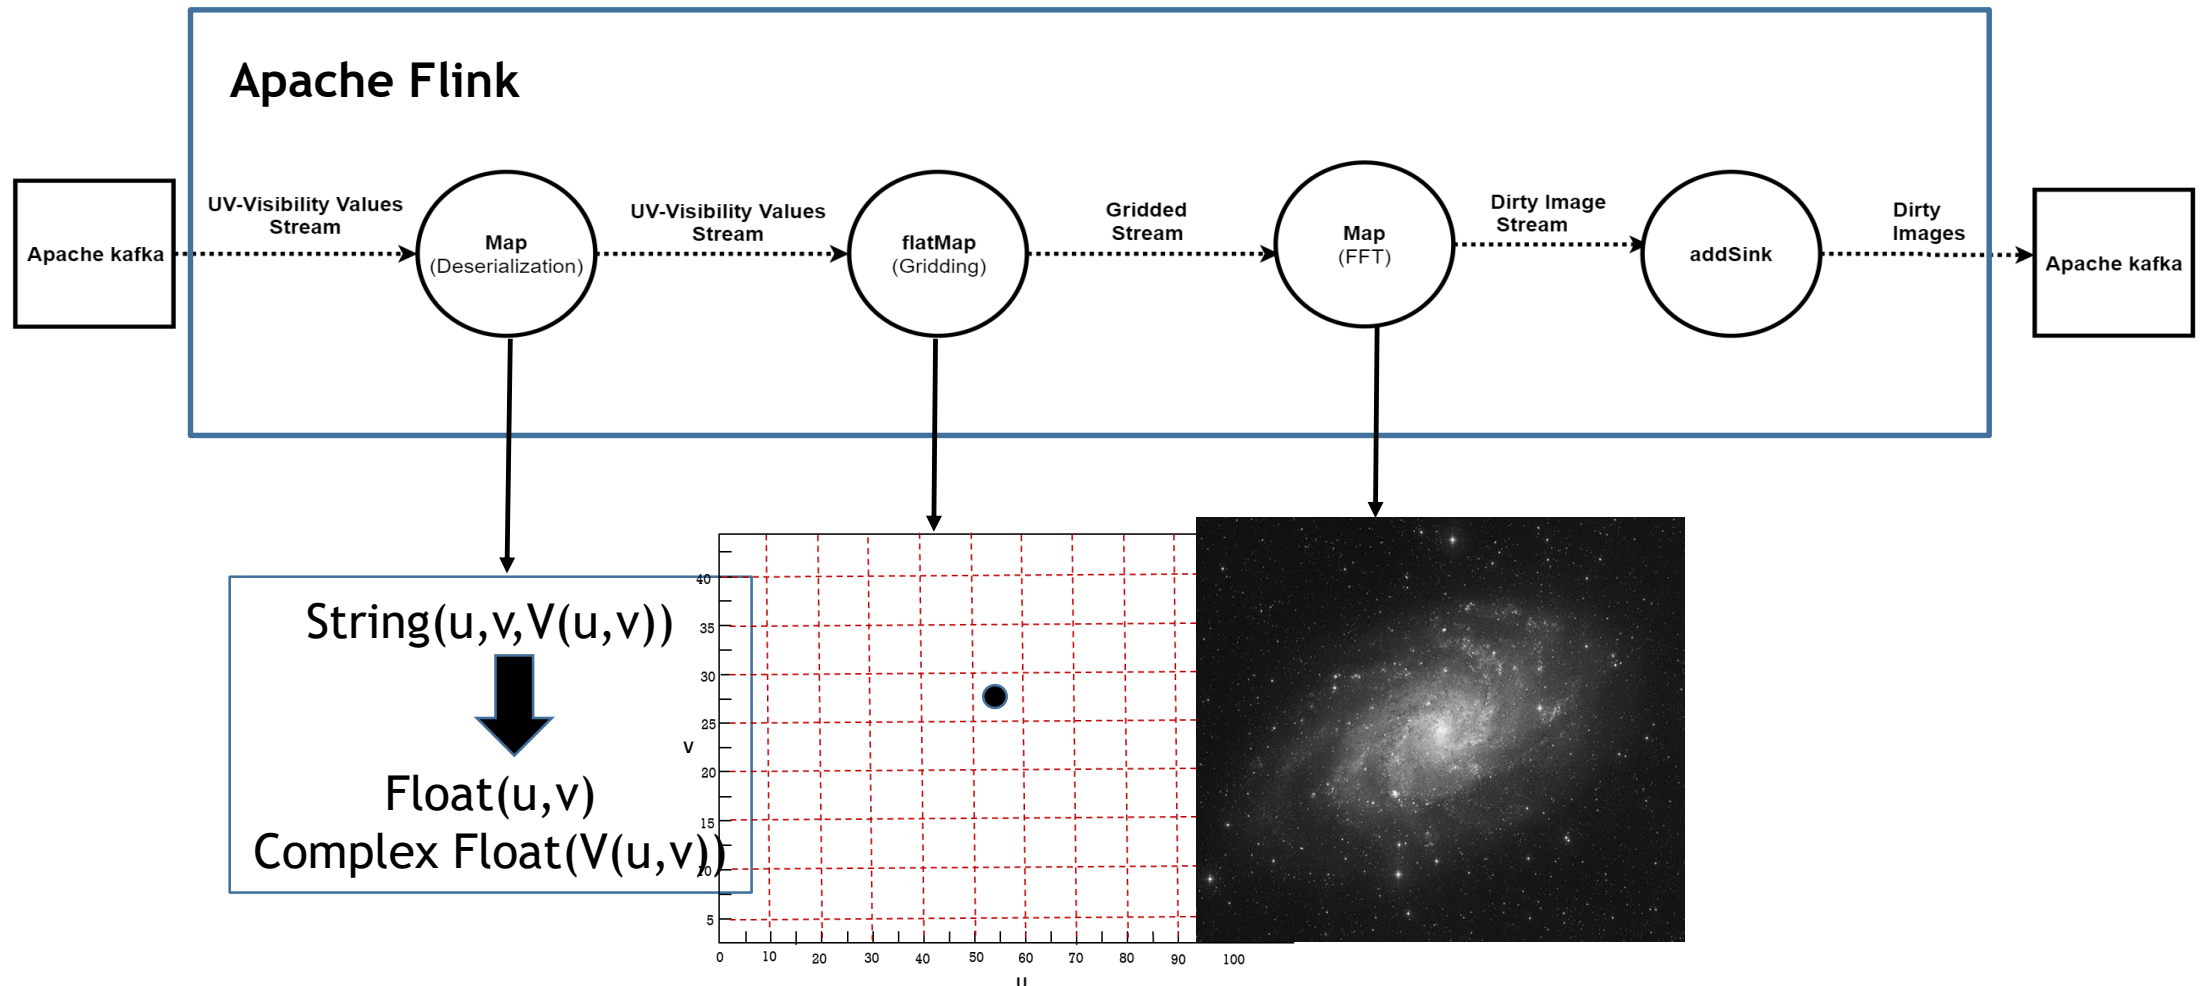 Apache Flink
Apache kafka
UV-Visibility Values
Stream
Map
(Deserialization)
UV-Visibility Values
Stream
flatMap
(Gridding)
Gridded
Stream
Map
(FFT)
Dirty Image
Stream
addSink
Dirty
Images
Apache kafka
String(u,v,V(u,v))
Float(u,v)
Complex Float(V(u,v))
40
35
30
25
V
20
15
10
5
0 10 20 30 40 50 60 70 80 90 100
U